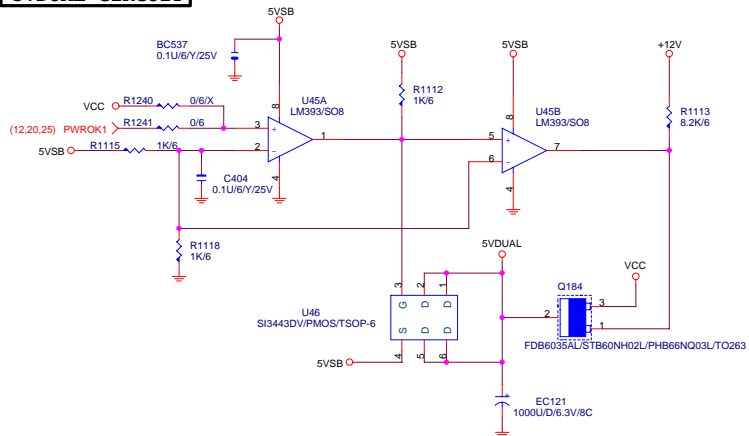 5VSB
BC537
0.1U/6/Y/25V
5VSB
5VSB
+12V
VCC
R1240
0/6/X
(12,20,25) PWROK1
R1241
0/6
5VSB
R1115
1K/6
8
U45A
LM393/SO8
3
+
2
-
1
4
R1112
1K/6
8
U45B
LM393/SO8
5
+
6
-
7
4
R1113
8.2K/6
C404
0.1U/6/Y/25V
R1118
1K/6
5VDUAL
VCC
U46
SI3443DV/PMOS/TSOP-6
3
2
1
G
D
D
S
D
D
4
5
6
5VSB
Q184
2
3
1
FDB6035AL/STB60NH02L/PHB66NQ03L/TO263
+
EC121
1000U/D/6.3V/8C